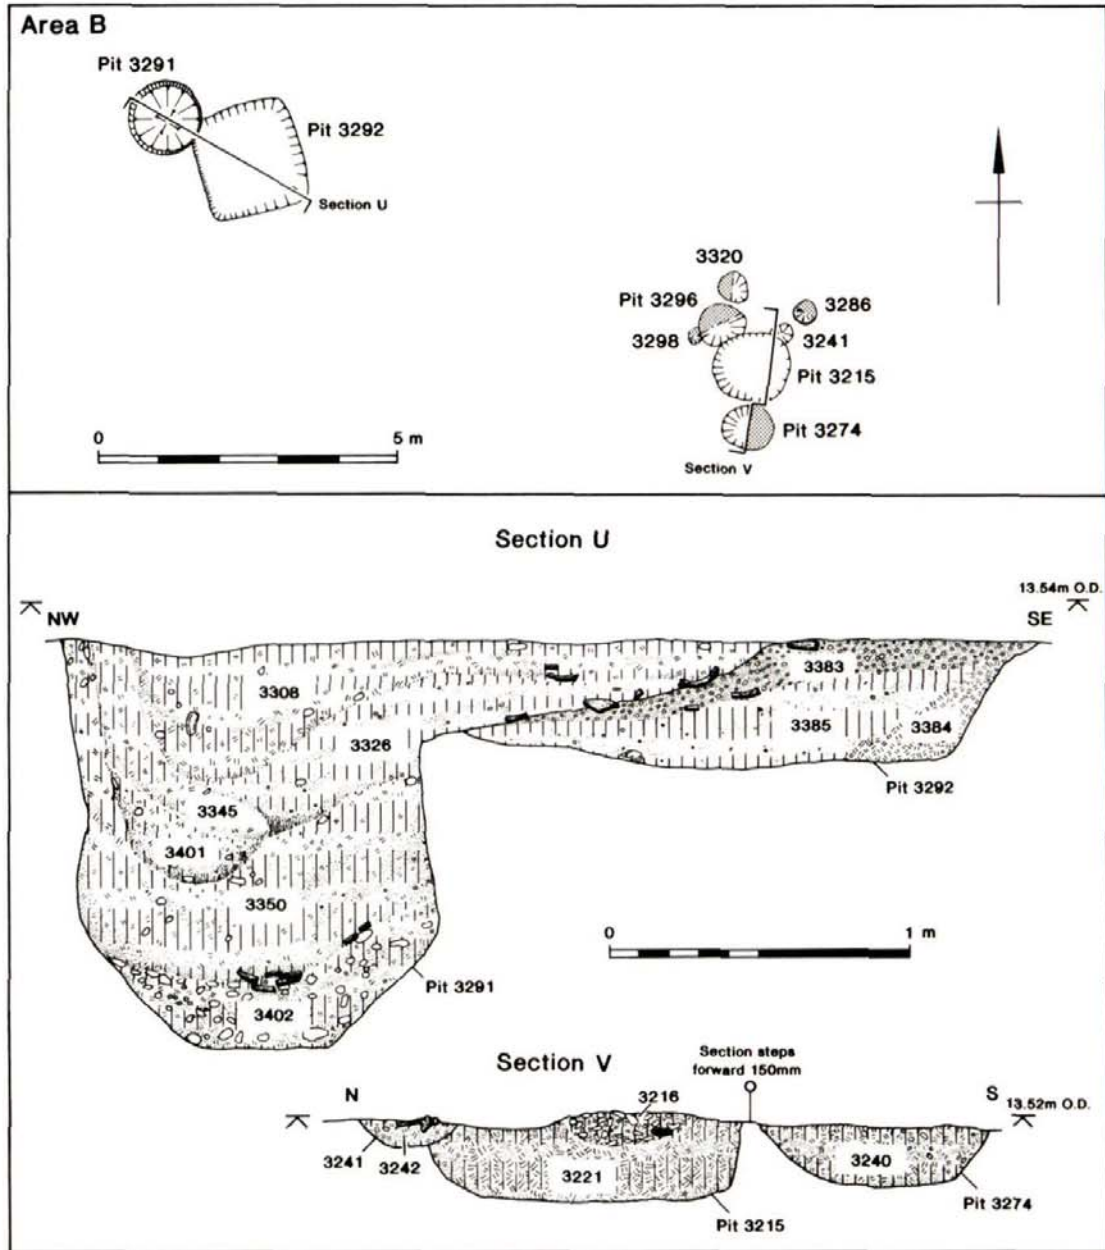 Area B
Pit 3291
Pit 3292
Section U
3320
Pit 3296
3286
3298
3241
Pit 3215
Pit 3274
Section V
0 5 m
Section U
13.54m O.D.
NW
SE
3308
3383
3326
3385
3384
Pit 3292
3345
3401
3350
0 1 m
Pit 3291
3402
Section V
Section steps
forward 150mm
N
3216
S
13.52m O.D.
3241
3242
3221
3240
Pit 3215
Pit 3274